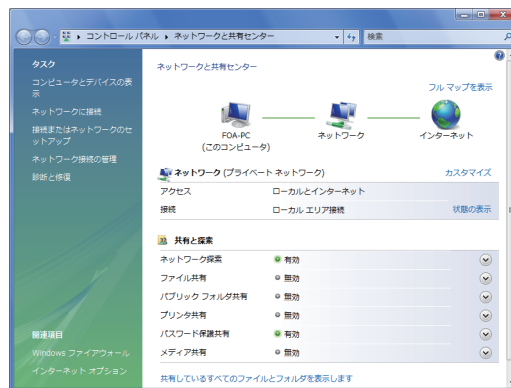 コントロール パネル ▸ ネットワークと共有センター
検索
タスク
コンピュータとデバイスの表
示
ネットワークに接続
接続またはネットワークのセ
ットアップ
ネットワーク接続の管理
診断と修復
関連項目
Windows ファイアウォール
インターネット オプション
ネットワークと共有センター
フル マップを表示
FOA-PC
(このコンピュータ)
ネットワーク
インターネット
ネットワーク (プライベート ネットワーク)
カスタマイズ
アクセス
ローカルとインターネット
接続
ローカル エリア接続
状態の表示
共有と探索
ネットワーク探索
有効
ファイル共有
無効
パブリック フォルダ共有
無効
プリンタ共有
無効
パスワード保護共有
有効
メディア共有
無効
共有しているすべてのファイルとフォルダを表示します